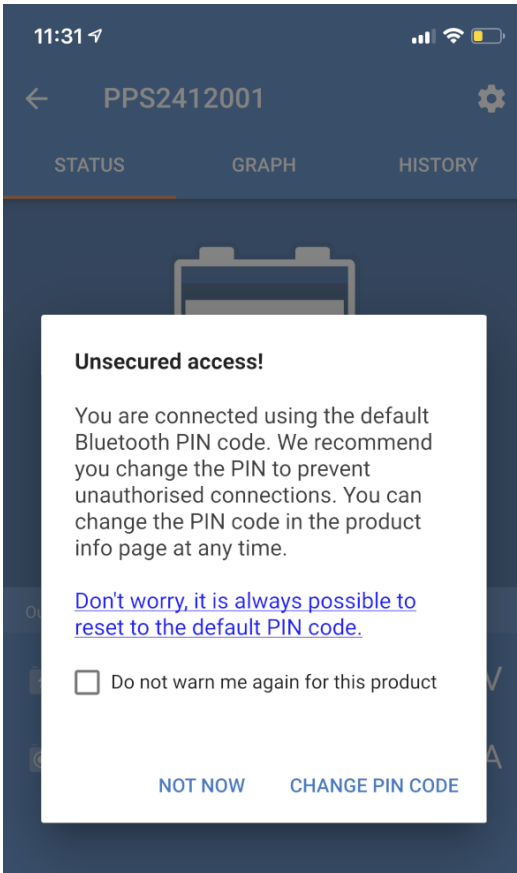 11:31
PPS2412001
STATUS GRAPH HISTORY
Unsecured access!
You are connected using the default
Bluetooth PIN code. We recommend
you change the PIN to prevent
unauthorised connections. You can
change the PIN code in the product
info page at any time.
Don't worry, it is always possible to
reset to the default PIN code.
Do not warn me again for this product
V
A
NOT NOW CHANGE PIN CODE